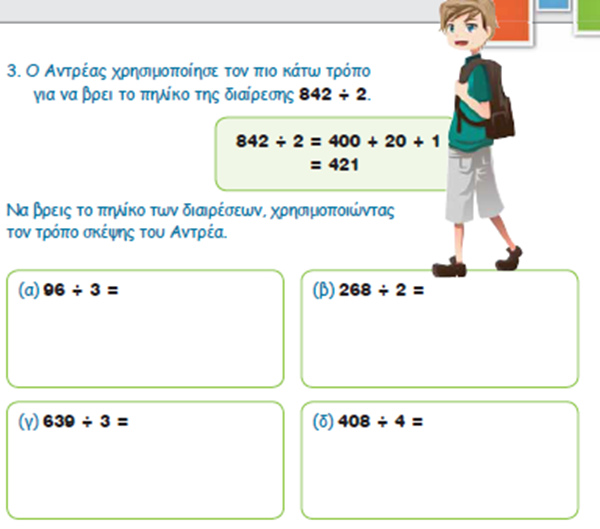 3. Ο Αντρέας χρησιμοποίησε τον πιο κάτω τρόπο
για να βρει το πηλίκο της διαίρεσης 842 ÷ 2.
842 ÷ 2 = 400 + 20 + 1
= 421
Να βρεις το πηλίκο των διαιρέσεων, χρησιμοποιώντας
τον τρόπο σκέψης του Αντρέα.
(α) 96 ÷ 3 =
(β) 268 ÷ 2 =
(γ) 639 ÷ 3 =
(δ) 408 ÷ 4 =